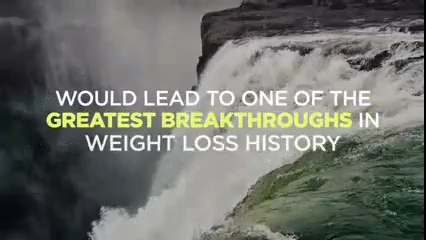 WOULD LEAD TO ONE OF THE
GREATEST BREAKTHROUGHS IN
WEIGHT LOSS HISTORY